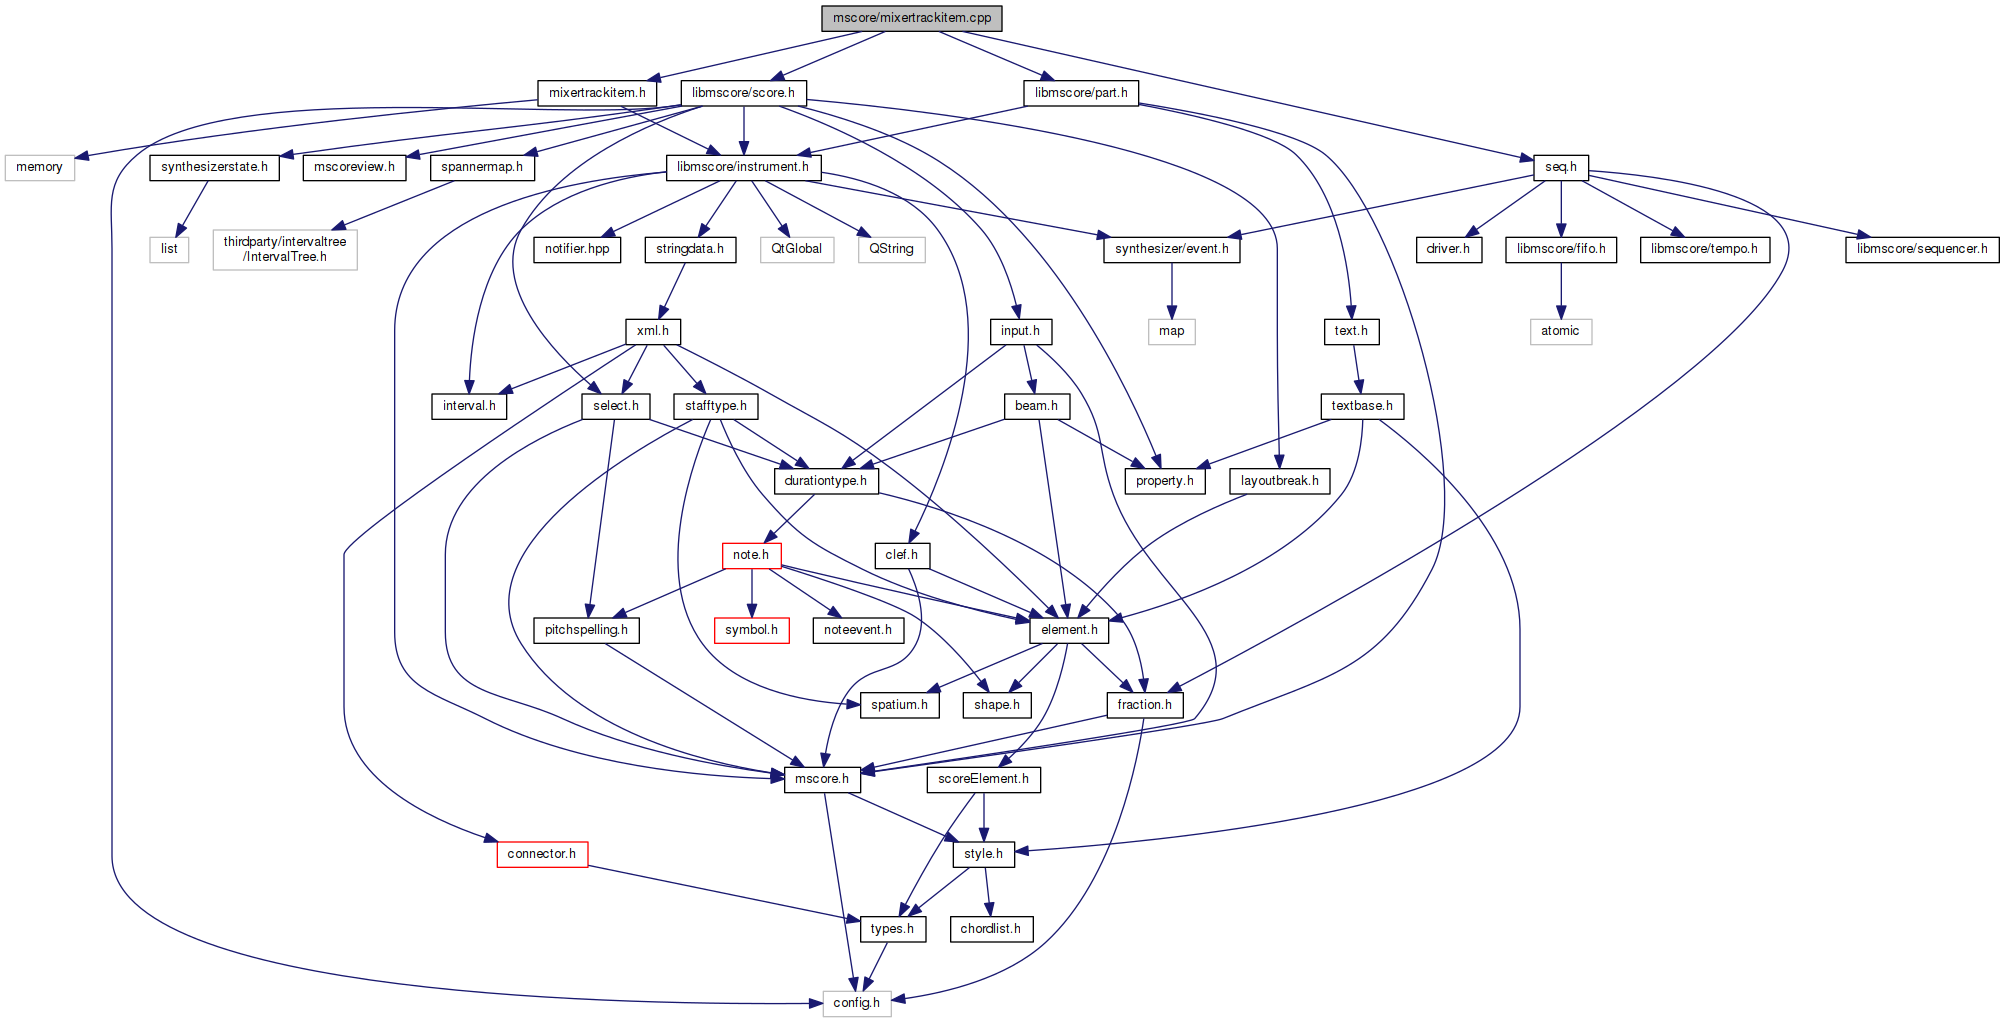 mscore/mixertrackitem.cpp
mixertrackitem.h
libmscore/score.h
libmscore/part.h
memory
synthesizerstate.h
mscoreview.h
spannermap.h
libmscore/instrument.h
seq.h
list
thirdparty/intervaltree
/IntervalTree.h
notifier.hpp
stringdata.h
QtGlobal
QString
synthesizer/event.h
driver.h
libmscore/fifo.h
libmscore/tempo.h
libmscore/sequencer.h
xml.h
input.h
map
text.h
atomic
interval.h
select.h
stafftype.h
beam.h
textbase.h
durationtype.h
property.h
layoutbreak.h
note.h
clef.h
pitchspelling.h
symbol.h
noteevent.h
element.h
spatium.h
shape.h
fraction.h
mscore.h
scoreElement.h
connector.h
style.h
types.h
chordlist.h
config.h